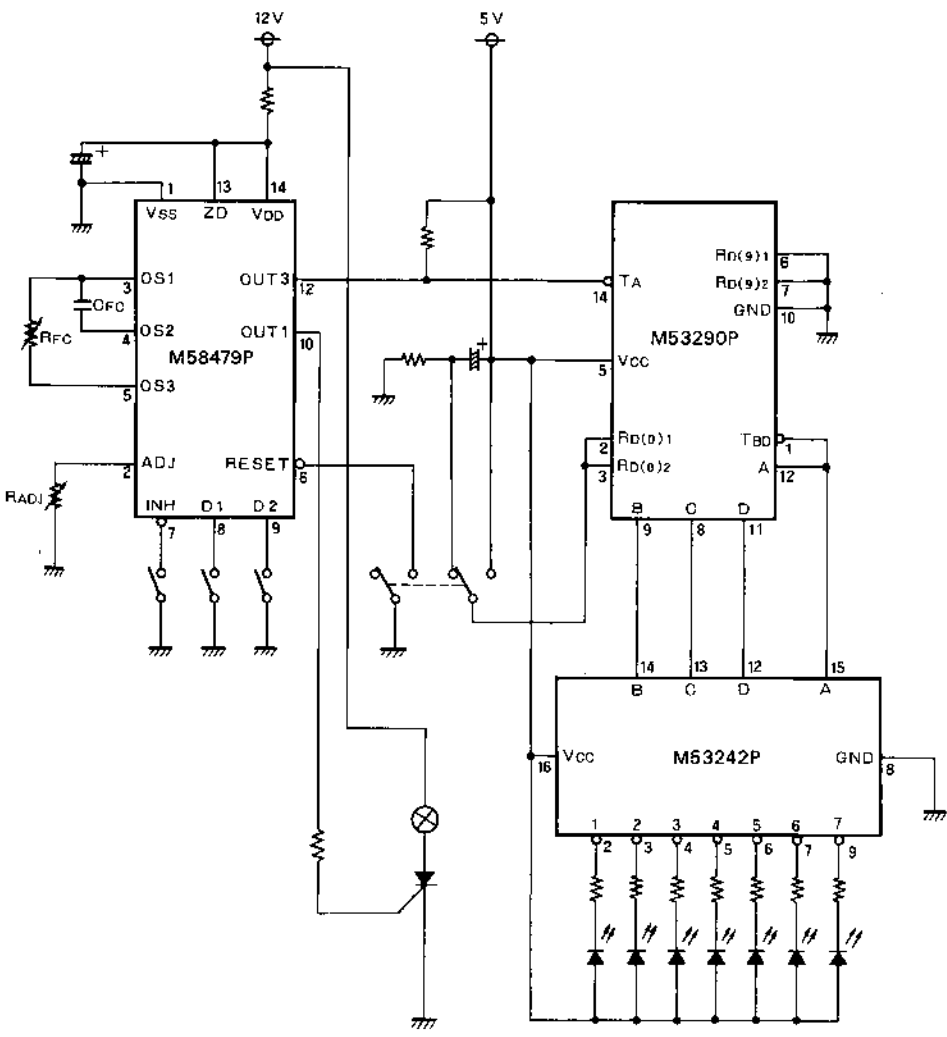 12V
5V
+
1
13
14
VSS
ZD
VDD
OS1
3
CFC
OS2
4
RFC
M58479P
OS3
5
OUT3
12
OUT1
10
ADJ
2
RADJ
RESET
6
INH
D1
D2
7
8
9
+
TA
14
RD(9)1
6
RD(9)2
7
GND
10
M53290P
VCC
5
RD(0)1
2
RD(0)2
3
TBD
1
A
12
B
C
D
9
8
11
14
13
12
15
B
C
D
A
VCC
16
M53242P
GND
8
1
2
3
4
5
6
7
2
3
4
5
6
7
9